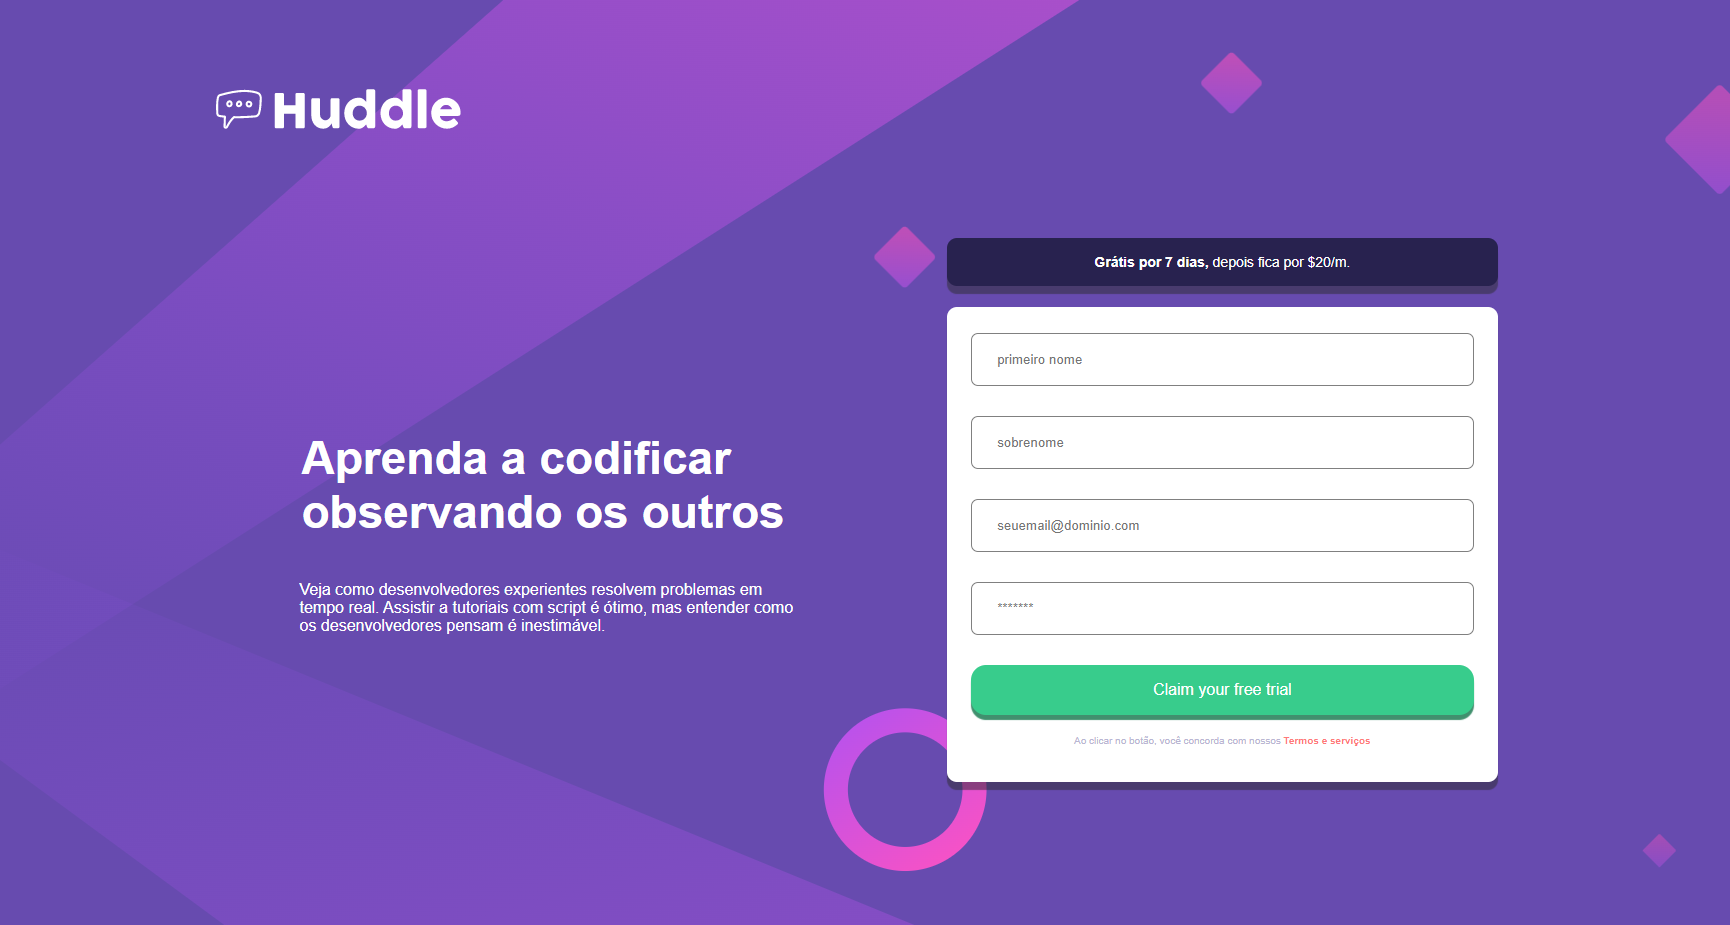 Huddle
Aprenda a codificar
observando os outros
Veja como desenvolvedores experientes resolvem problemas em
tempo real. Assistir a tutoriais com script é ótimo, mas entender como
os desenvolvedores pensam é inestimável.
Grátis por 7 dias, depois fica por $20/m.
primeiro nome
sobrenome
seuemail@dominio.com
*******
Claim your free trial
Ao clicar no botão, você concorda com nossos Termos e serviços